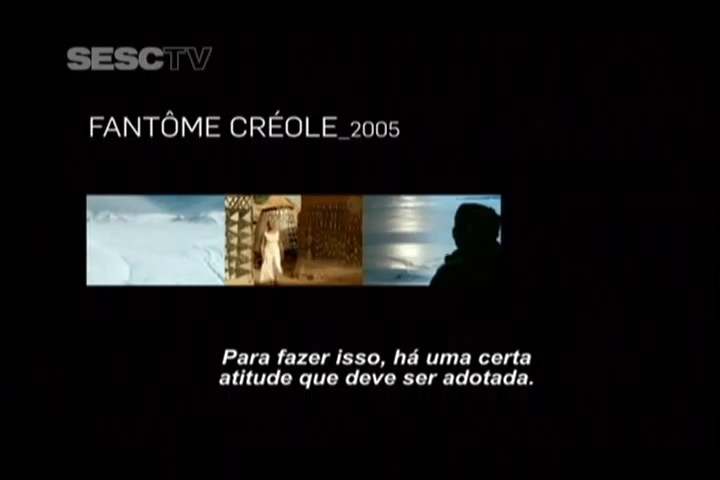 SESCTV
FANTÔME CRÉOLE_2005
Para fazer isso, há uma certa
atitude que deve ser adotada.